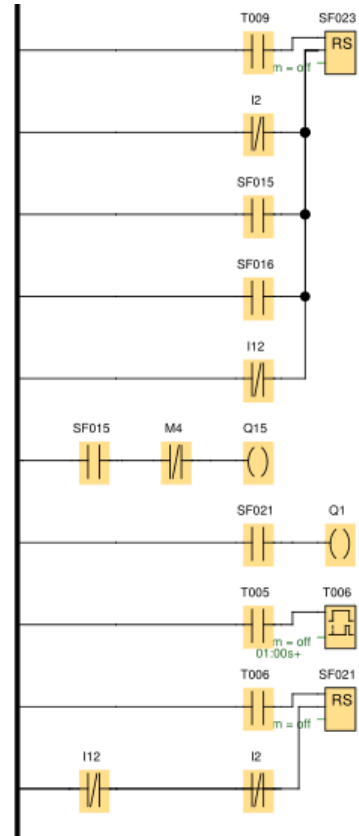 T009 SF023
RS
m = off
I2
SF015
SF016
I12
SF015 M4 Q15
SF021 Q1
T005 T006
m = off
01:00s+
T006 SF021
RS
m = off
I12 I2